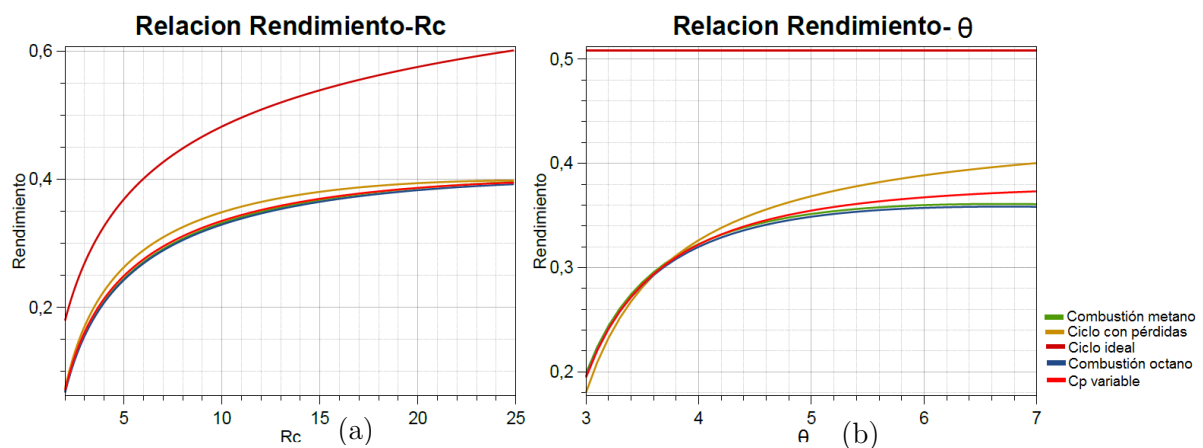 Relacion Rendimiento-Rc
0,6
0,4
0,2
Rendimiento
5
10
15
20
25
Rc
(a)
Relacion Rendimiento- θ
0,5
0,4
0,3
0,2
Rendimiento
3
4
5
6
7
θ
(b)
Combustión metano
Ciclo con pérdidas
Ciclo ideal
Combustión octano
Cp variable